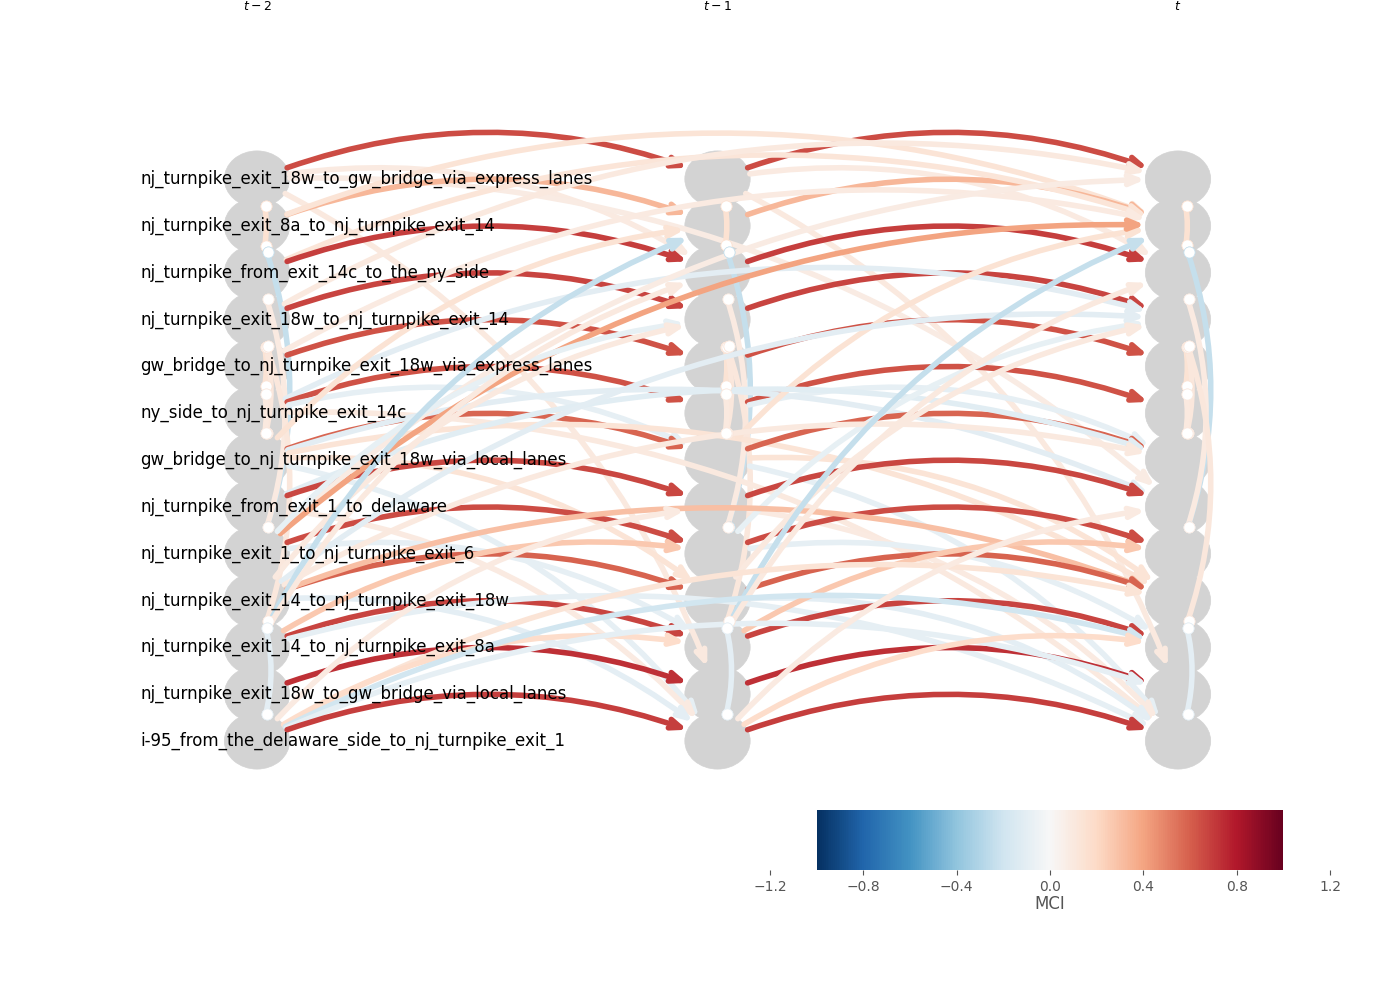 t − 2 t − 1 t
nj_turnpike_exit_18w_to_gw_bridge_via_express_lanes
nj_turnpike_exit_8a_to_nj_turnpike_exit_14
nj_turnpike_from_exit_14c_to_the_ny_side
nj_turnpike_exit_18w_to_nj_turnpike_exit_14
gw_bridge_to_nj_turnpike_exit_18w_via_express_lanes
ny_side_to_nj_turnpike_exit_14c
gw_bridge_to_nj_turnpike_exit_18w_via_local_lanes
nj_turnpike_from_exit_1_to_delaware
nj_turnpike_exit_1_to_nj_turnpike_exit_6
nj_turnpike_exit_14_to_nj_turnpike_exit_18w
nj_turnpike_exit_14_to_nj_turnpike_exit_8a
nj_turnpike_exit_18w_to_gw_bridge_via_local_lanes
i-95_from_the_delaware_side_to_nj_turnpike_exit_1
−1.2 −0.8 −0.4 0.0 0.4 0.8 1.2
MCI